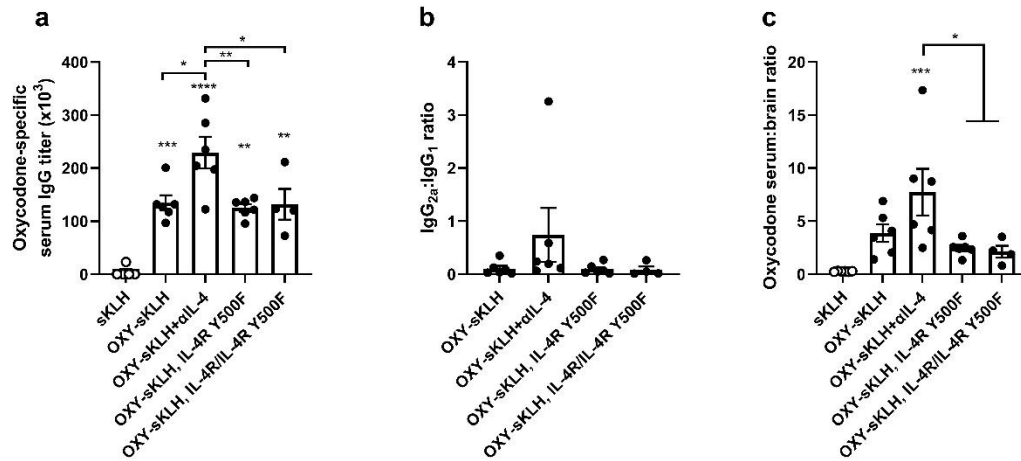 a
Oxycodone-specific
serum IgG titer (x10³)
400
300
200
100
0
*
**
*
***
****
**
**
sKLH
OXY-sKLH
OXY-sKLH+αIL-4
OXY-sKLH, IL-4R Y500F
OXY-sKLH, IL-4R/IL-4R Y500F
b
IgG2a:IgG1 ratio
4
3
2
1
0
OXY-sKLH
OXY-sKLH+αIL-4
OXY-sKLH, IL-4R Y500F
OXY-sKLH, IL-4R/IL-4R Y500F
c
Oxycodone serum:brain ratio
20
15
10
5
0
*
***
sKLH
OXY-sKLH
OXY-sKLH+αIL-4
OXY-sKLH, IL-4R Y500F
OXY-sKLH, IL-4R/IL-4R Y500F